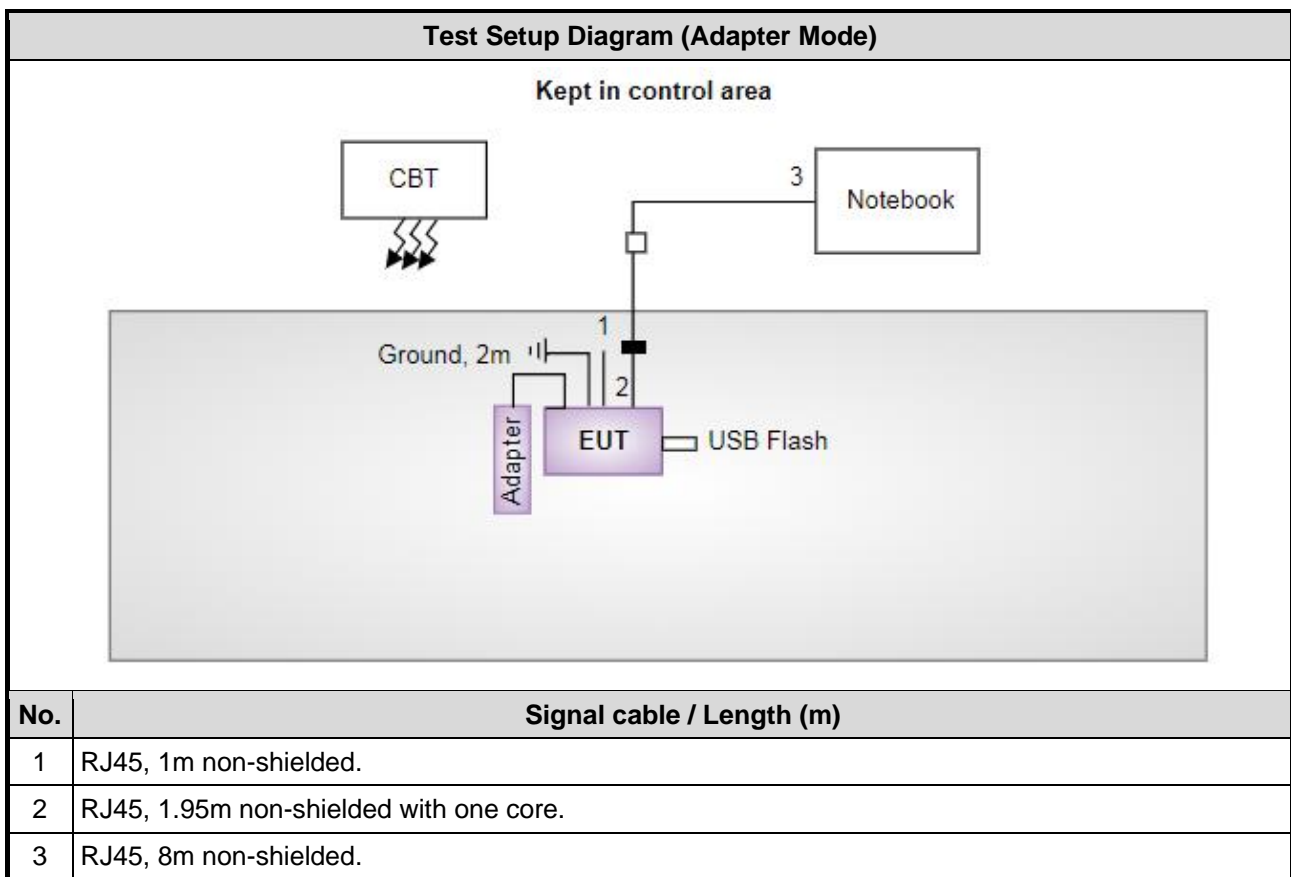 Test Setup Diagram (Adapter Mode)
Kept in control area
CBT
3
Notebook
1
Ground, 2m
2
Adapter
EUT
USB Flash
No. Signal cable / Length (m)
1 RJ45, 1m non-shielded.
2 RJ45, 1.95m non-shielded with one core.
3 RJ45, 8m non-shielded.